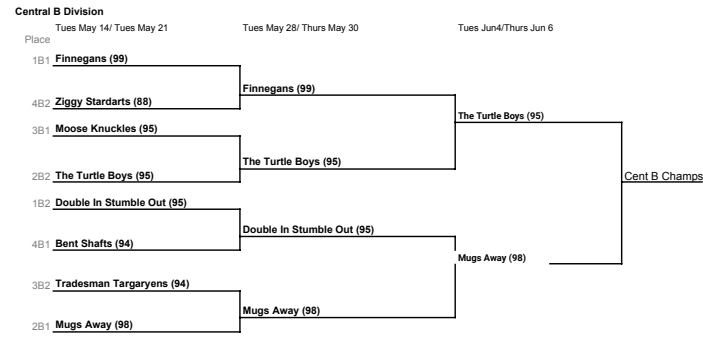 Central B Division
Tues May 14/ Tues May 21 Tues May 28/ Thurs May 30 Tues Jun4/Thurs Jun 6
Place
1B1 Finnegans (99)
Finnegans (99)
4B2 Ziggy Stardarts (88)
The Turtle Boys (95)
3B1 Moose Knuckles (95)
The Turtle Boys (95)
2B2 The Turtle Boys (95)
Cent B Champs
1B2 Double In Stumble Out (95)
Double In Stumble Out (95)
4B1 Bent Shafts (94)
Mugs Away (98)
3B2 Tradesman Targaryens (94)
Mugs Away (98)
2B1 Mugs Away (98)